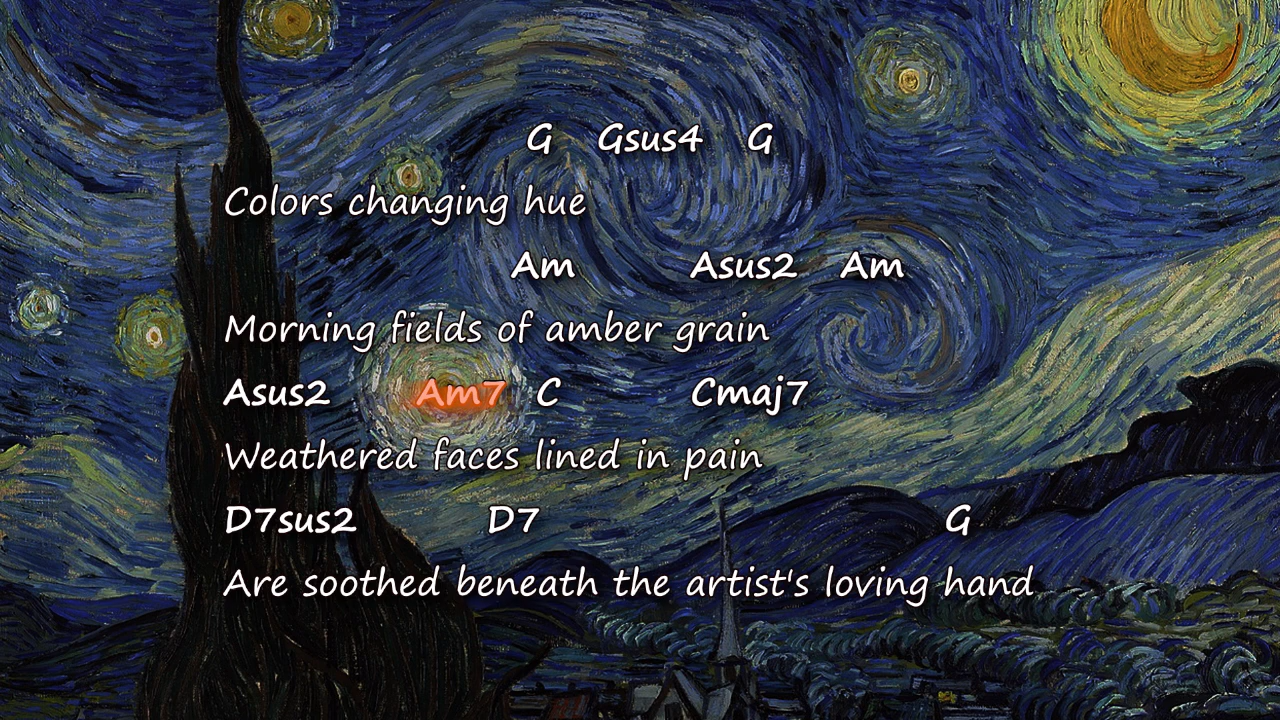 G Gsus4 G
Colors changing hue
Am Asus2 Am
Morning fields of amber grain
Asus2 Am7 C Cmaj7
Weathered faces lined in pain
D7sus2 D7 G
Are soothed beneath the artist's loving hand